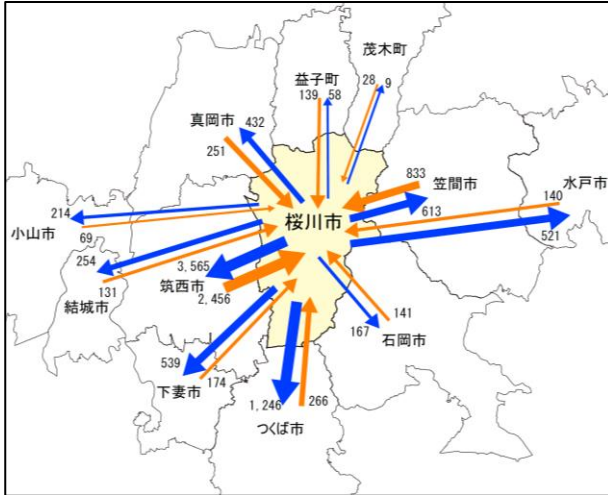 茂木町
益子町
28
9
139
58
真岡市
432
251
833
笠間市
水戸市
140
214
桜川市
613
小山市
69
521
254
3,565
131
筑西市
結城市
2,456
141
石岡市
167
539
174
下妻市
1,246
266
つくば市